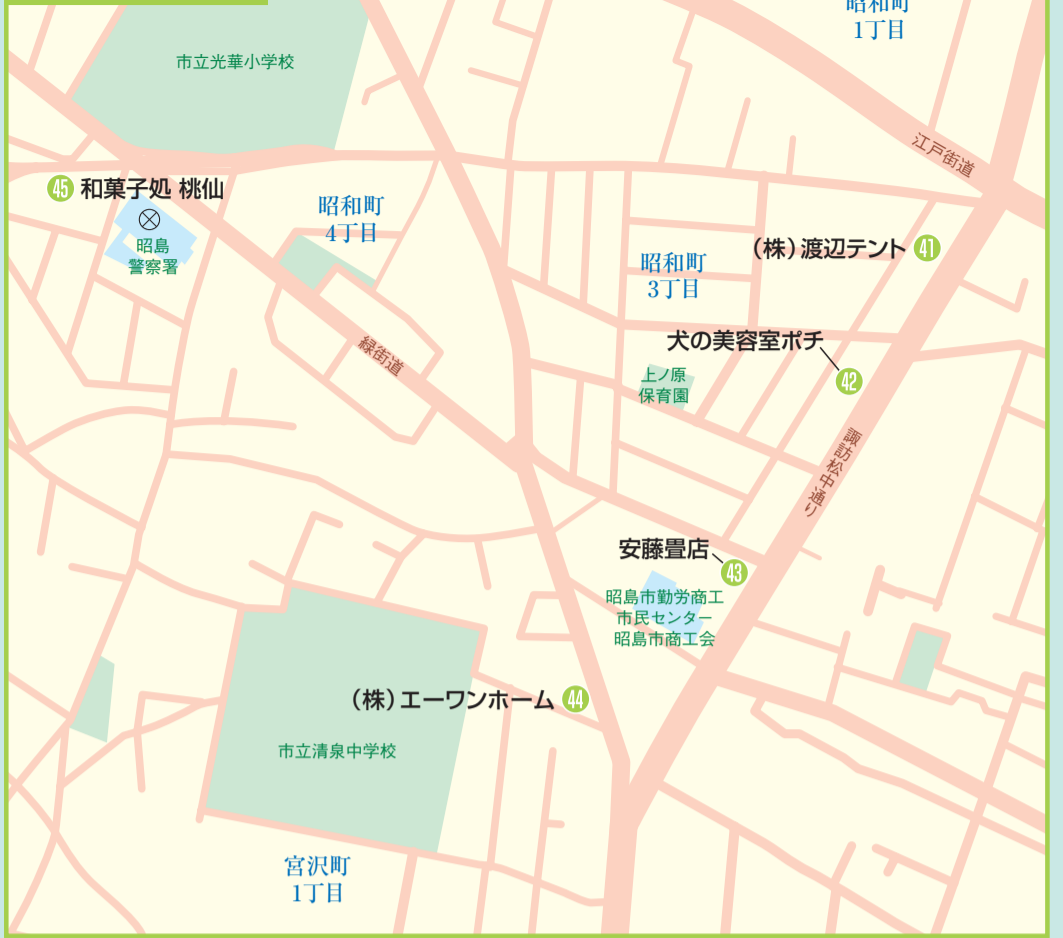 昭和町
1丁目
市立光華小学校
江戸街道
㊺ 和菓子処 桃仙
昭島
警察署
昭和町
4丁目
(株)渡辺テント ㊶
昭和町
3丁目
犬の美容室ポチ
㊷
緑街道
上ノ原
保育園
諏訪松中通り
安藤畳店
㊸
昭島市勤労商工
市民センター
昭島市商工会
(株)エーワンホーム ㊹
市立清泉中学校
宮沢町
1丁目